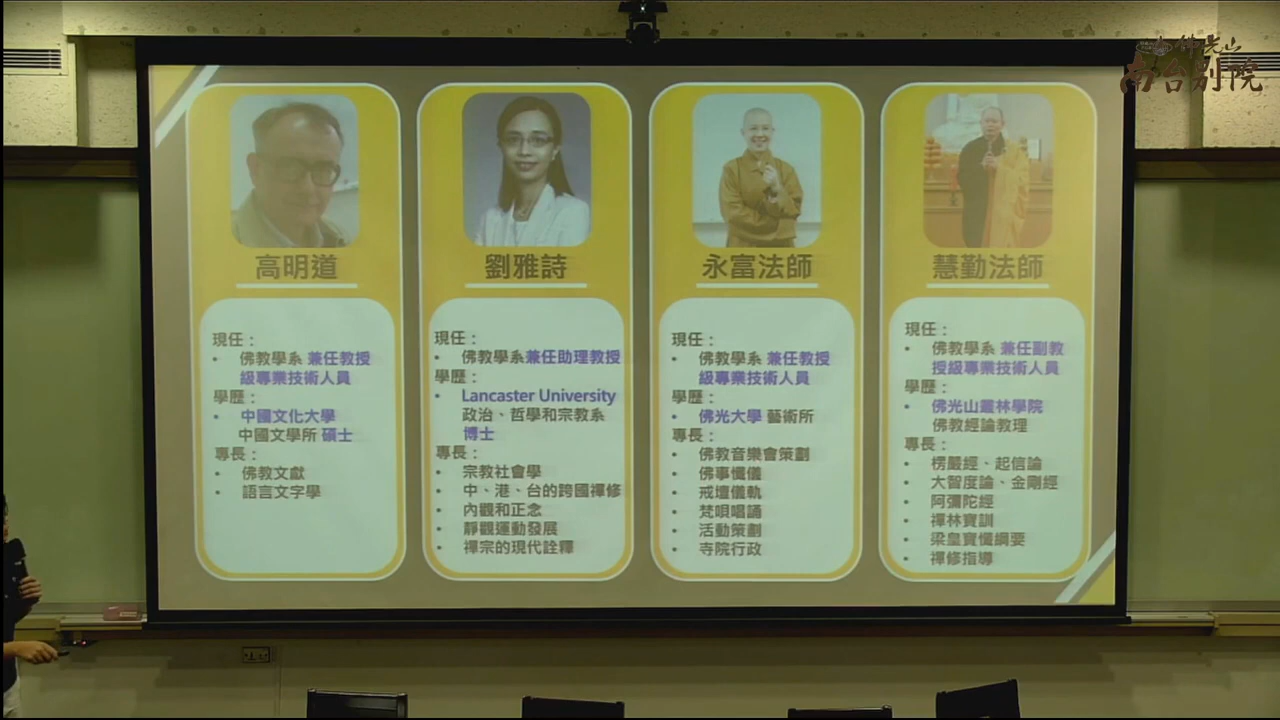 佛光山
南台別院
高明道
現任：
• 佛教學系 兼任教授
級專業技術人員
學歷：
• 中國文化大學
中國文學所 碩士
專長：
• 佛教文獻
• 語言文字學
劉雅詩
現任：
• 佛教學系兼任助理教授
學歷：
• Lancaster University
政治、哲學和宗教系
博士
專長：
• 宗教社會學
• 中、港、台的跨國禪修
• 內觀和正念
• 靜觀運動發展
• 禪宗的現代詮釋
永富法師
現任：
• 佛教學系 兼任教授
級專業技術人員
學歷：
• 佛光大學 藝術所
專長：
• 佛教音樂會策劃
• 佛事懺儀
• 戒壇儀軌
• 梵唄唱誦
• 活動策劃
• 寺院行政
慧勤法師
現任：
• 佛教學系 兼任副教
授級專業技術人員
學歷：
• 佛光山叢林學院
佛教經論教理
專長：
• 楞嚴經、起信論
• 大智度論、金剛經
• 阿彌陀經
• 禪林寶訓
• 梁皇寶懺綱要
• 禪修指導